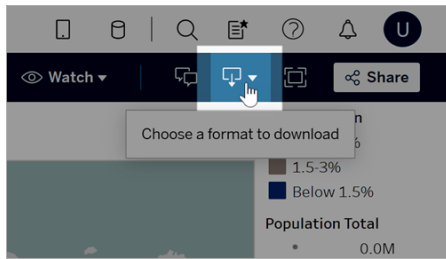 U
Watch
Share
Choose a format to download
n
%
1.5-3%
Below 1.5%
Population Total
0.0M